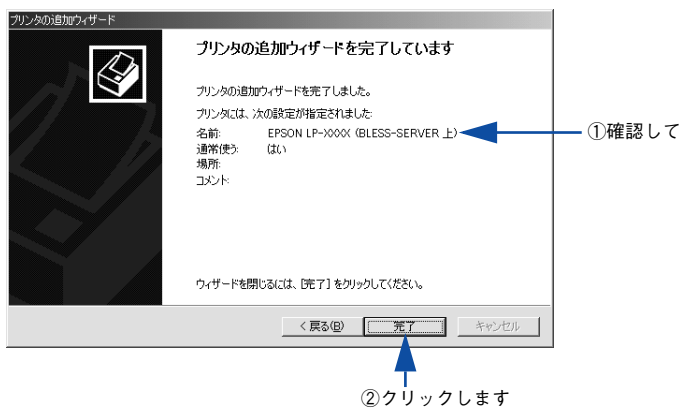 プリンタの追加ウィザード
プリンタの追加ウィザードを完了しています
プリンタの追加ウィザードを完了しました。
プリンタには、次の設定が指定されました:
名前: EPSON LP-XXXX (BLESS-SERVER 上)
通常使う: はい
場所:
コメント:
①確認して
ウィザードを閉じるには、[完了] をクリックしてください。
< 戻る(B) 完了 キャンセル
②クリックします